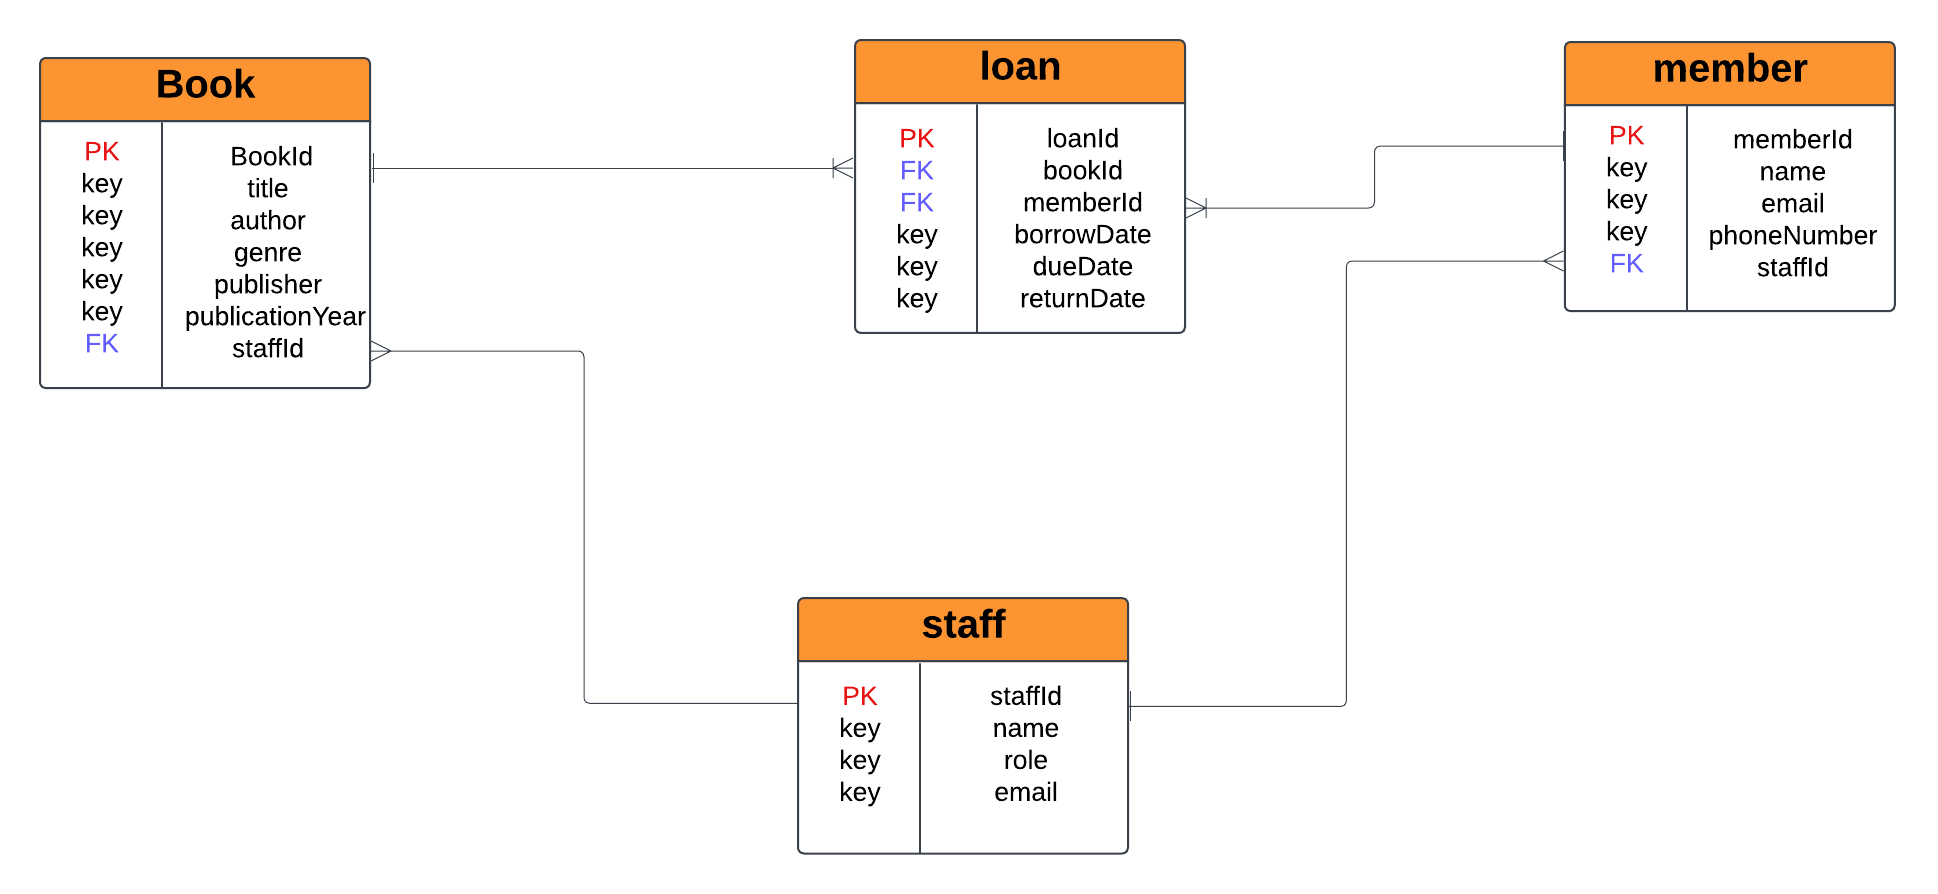 Book
PK BookId
key title
key author
key genre
key publisher
key publicationYear
FK staffId
loan
PK loanId
FK bookId
FK memberId
key borrowDate
key dueDate
key returnDate
member
PK memberId
key name
key email
key phoneNumber
FK staffId
staff
PK staffId
key name
key role
key email